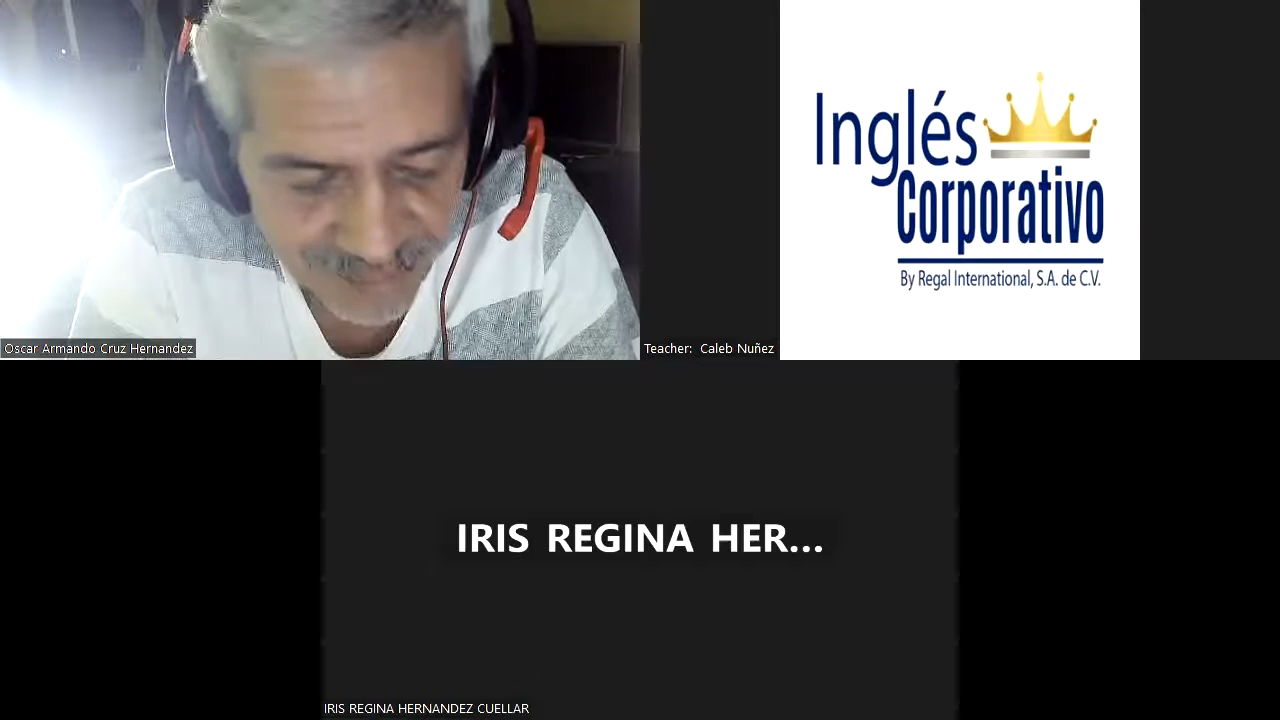 Inglés
Corporativo
By Regal International, S.A. de C.V.
Oscar Armando Cruz Hernandez
Teacher: Caleb Nuñez
IRIS REGINA HER...
IRIS REGINA HERNANDEZ CUELLAR